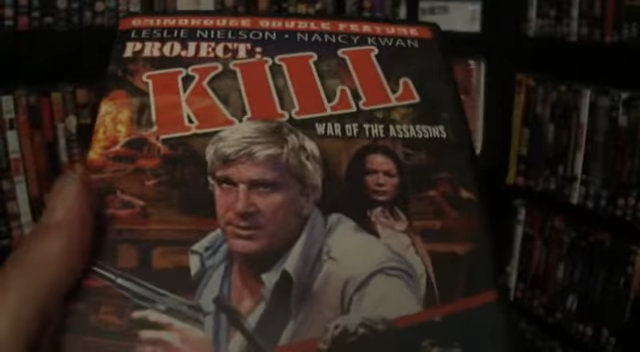 GRINDHOUSE DOUBLE FEATURE
LESLIE NIELSON • NANCY KWAN
PROJECT:
KILL
WAR OF THE ASSASSINS